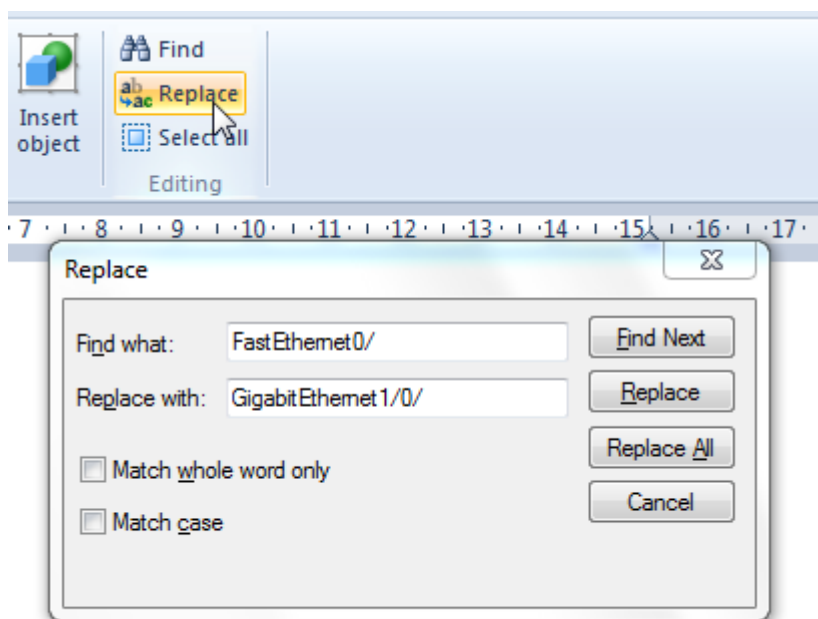 Insert
object
Find
ab
ac Replace
Select all
Editing
7 8 9 10 11 12 13 14 15 16 17
Replace
Find what: FastEthernet0/ Find Next
Replace with: GigabitEthernet1/0/ Replace
Match whole word only Replace All
Match case Cancel